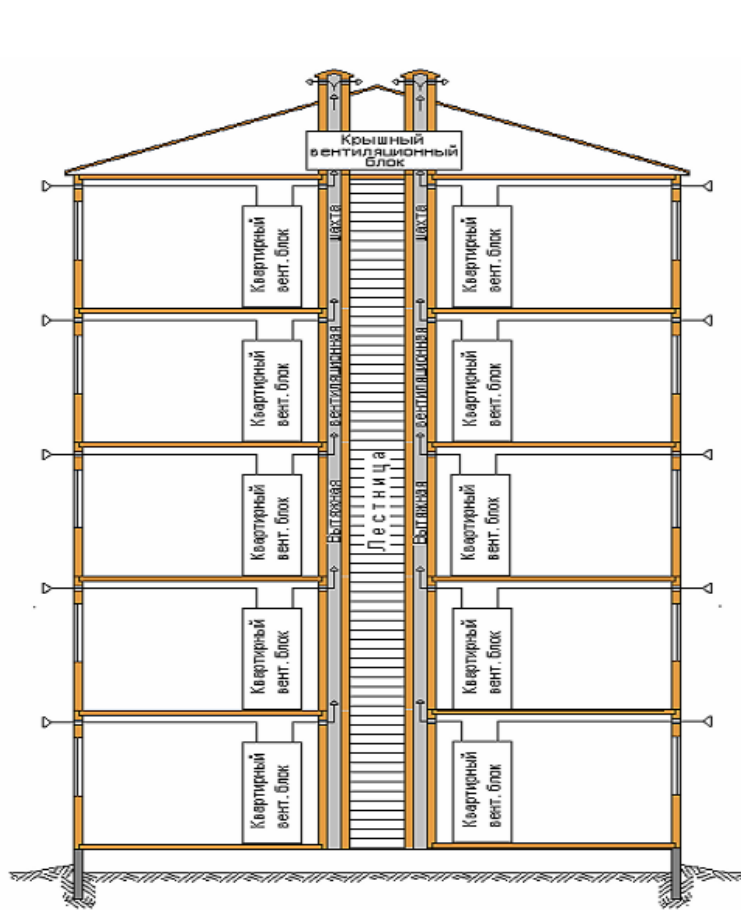 Крышный
вентиляционный
блок
Квартирный
вент. блок
Квартирный
вент. блок
Квартирный
вент. блок
Квартирный
вент. блок
Квартирный
вент. блок
Вытяжная вентиляционная шахта
Лестница
Вытяжная вентиляционная шахта
Квартирный
вент. блок
Квартирный
вент. блок
Квартирный
вент. блок
Квартирный
вент. блок
Квартирный
вент. блок